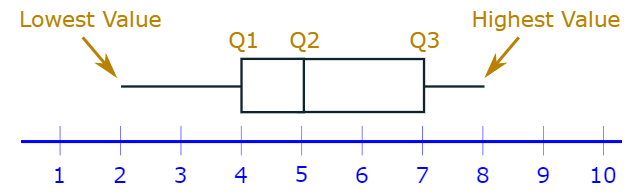 Lowest Value Highest Value
Q1 Q2 Q3
1 2 3 4 5 6 7 8 9 10